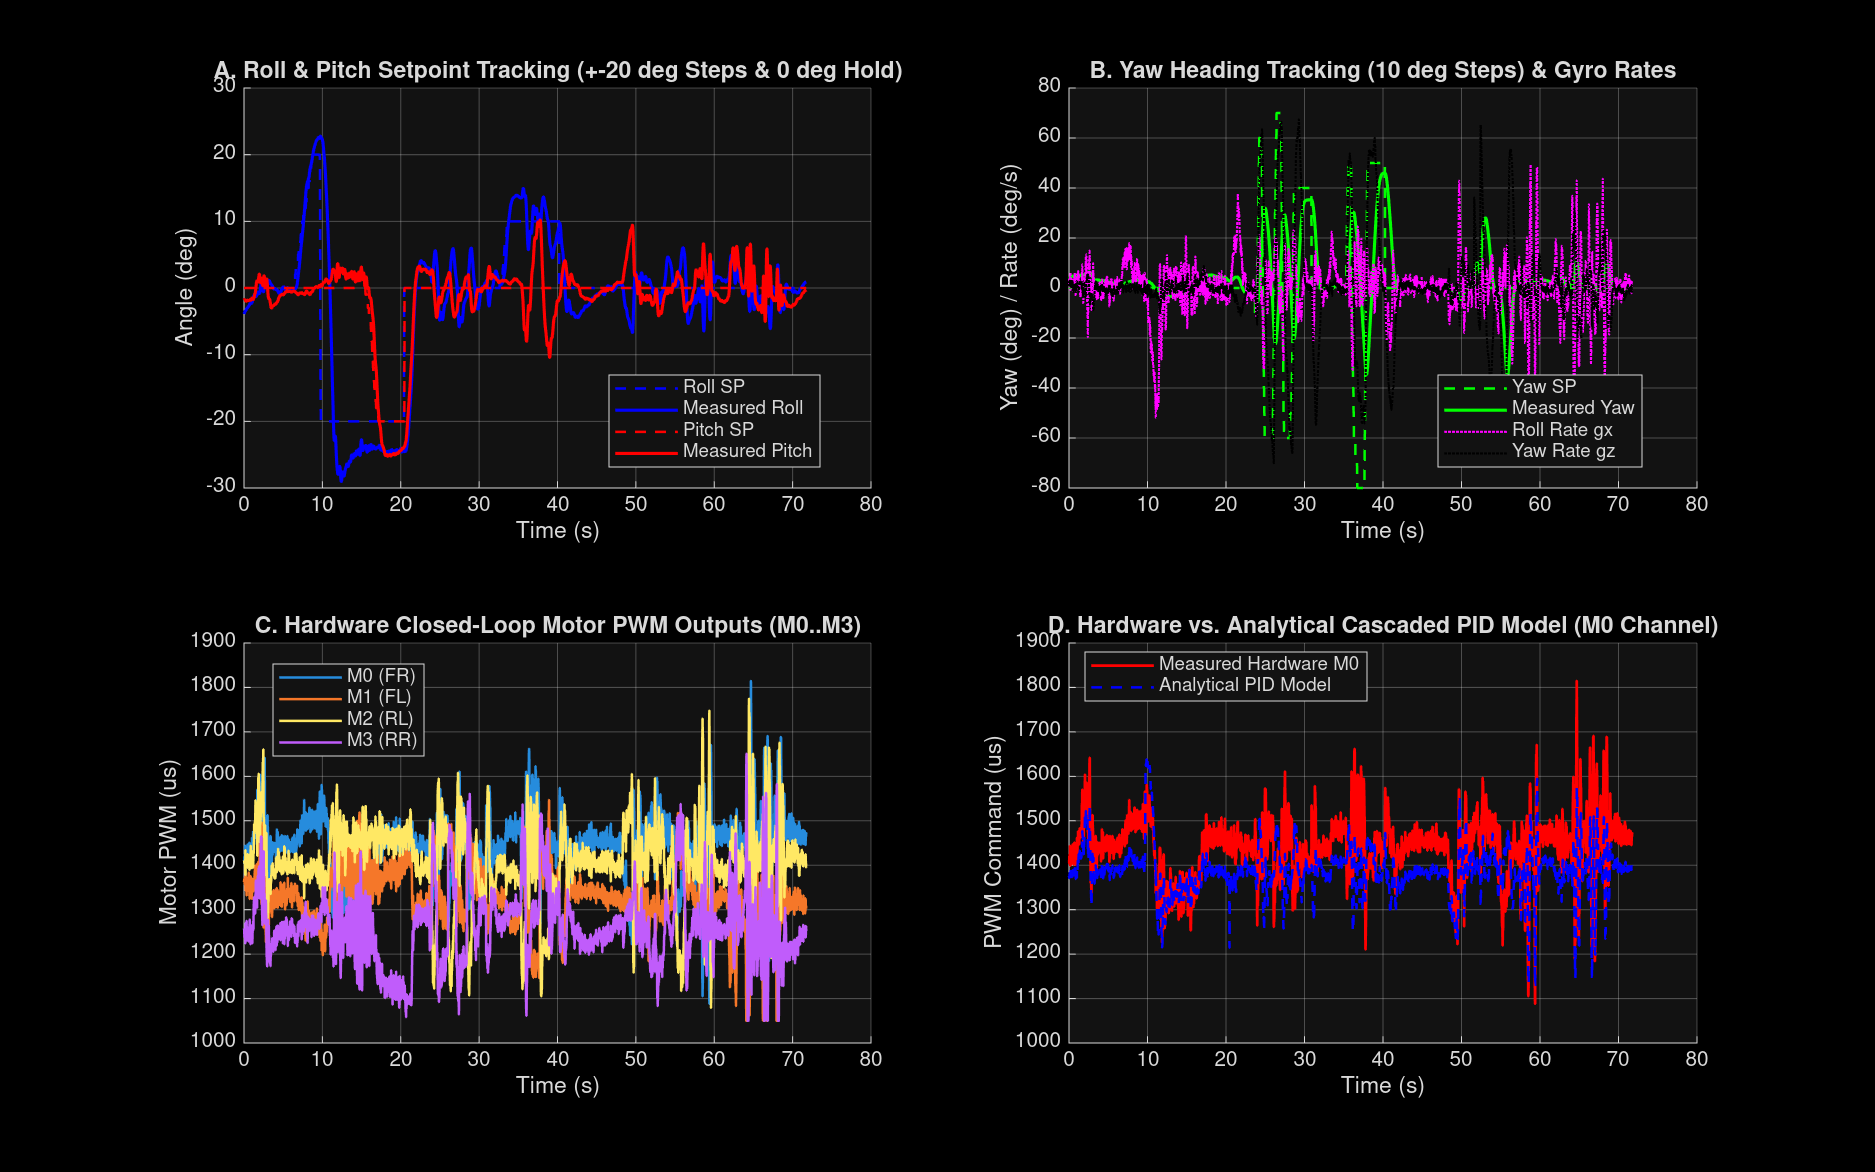 A. Roll & Pitch Setpoint Tracking (+-20 deg Steps & 0 deg Hold)
30
20
10
0
-10
-20
-30
Angle (deg)
0 10 20 30 40 50 60 70 80
Time (s)
Roll SP
Measured Roll
Pitch SP
Measured Pitch
B. Yaw Heading Tracking (10 deg Steps) & Gyro Rates
80
60
40
20
0
-20
-40
-60
-80
Yaw (deg) / Rate (deg/s)
0 10 20 30 40 50 60 70 80
Time (s)
Yaw SP
Measured Yaw
Roll Rate gx
Yaw Rate gz
C. Hardware Closed-Loop Motor PWM Outputs (M0..M3)
1900
1800
1700
1600
1500
1400
1300
1200
1100
1000
Motor PWM (us)
0 10 20 30 40 50 60 70 80
Time (s)
M0 (FR)
M1 (FL)
M2 (RL)
M3 (RR)
D. Hardware vs. Analytical Cascaded PID Model (M0 Channel)
1900
1800
1700
1600
1500
1400
1300
1200
1100
1000
PWM Command (us)
0 10 20 30 40 50 60 70 80
Time (s)
Measured Hardware M0
Analytical PID Model